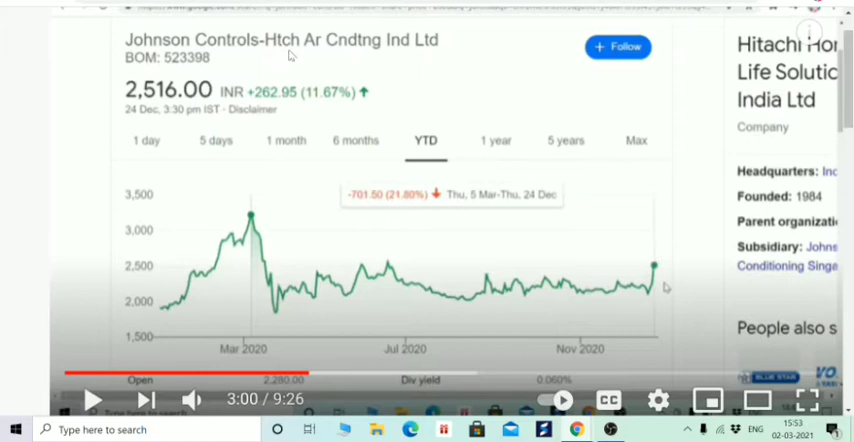 Johnson Controls-Htch Ar Cndtng Ind Ltd
BOM: 523398
+ Follow
2,516.00 INR +262.95 (11.67%) ↑
24 Dec, 3:30 pm IST · Disclaimer
1 day 5 days 1 month 6 months YTD 1 year 5 years Max
-701.50 (21.80%) ↓ Thu, 5 Mar-Thu, 24 Dec
3,500
3,000
2,500
2,000
1,500
Mar 2020 Jul 2020 Nov 2020
Open 2,280.00 Div yield 0.060%
Hitachi Hor
Life Solutic
India Ltd
Company
Headquarters: Inc
Founded: 1984
Parent organizati
Subsidiary: Johns
Conditioning Singa
People also s
BLUE STAR VO
3:00 / 9:26
CC
Type here to search
ENG
15:53
02-03-2021